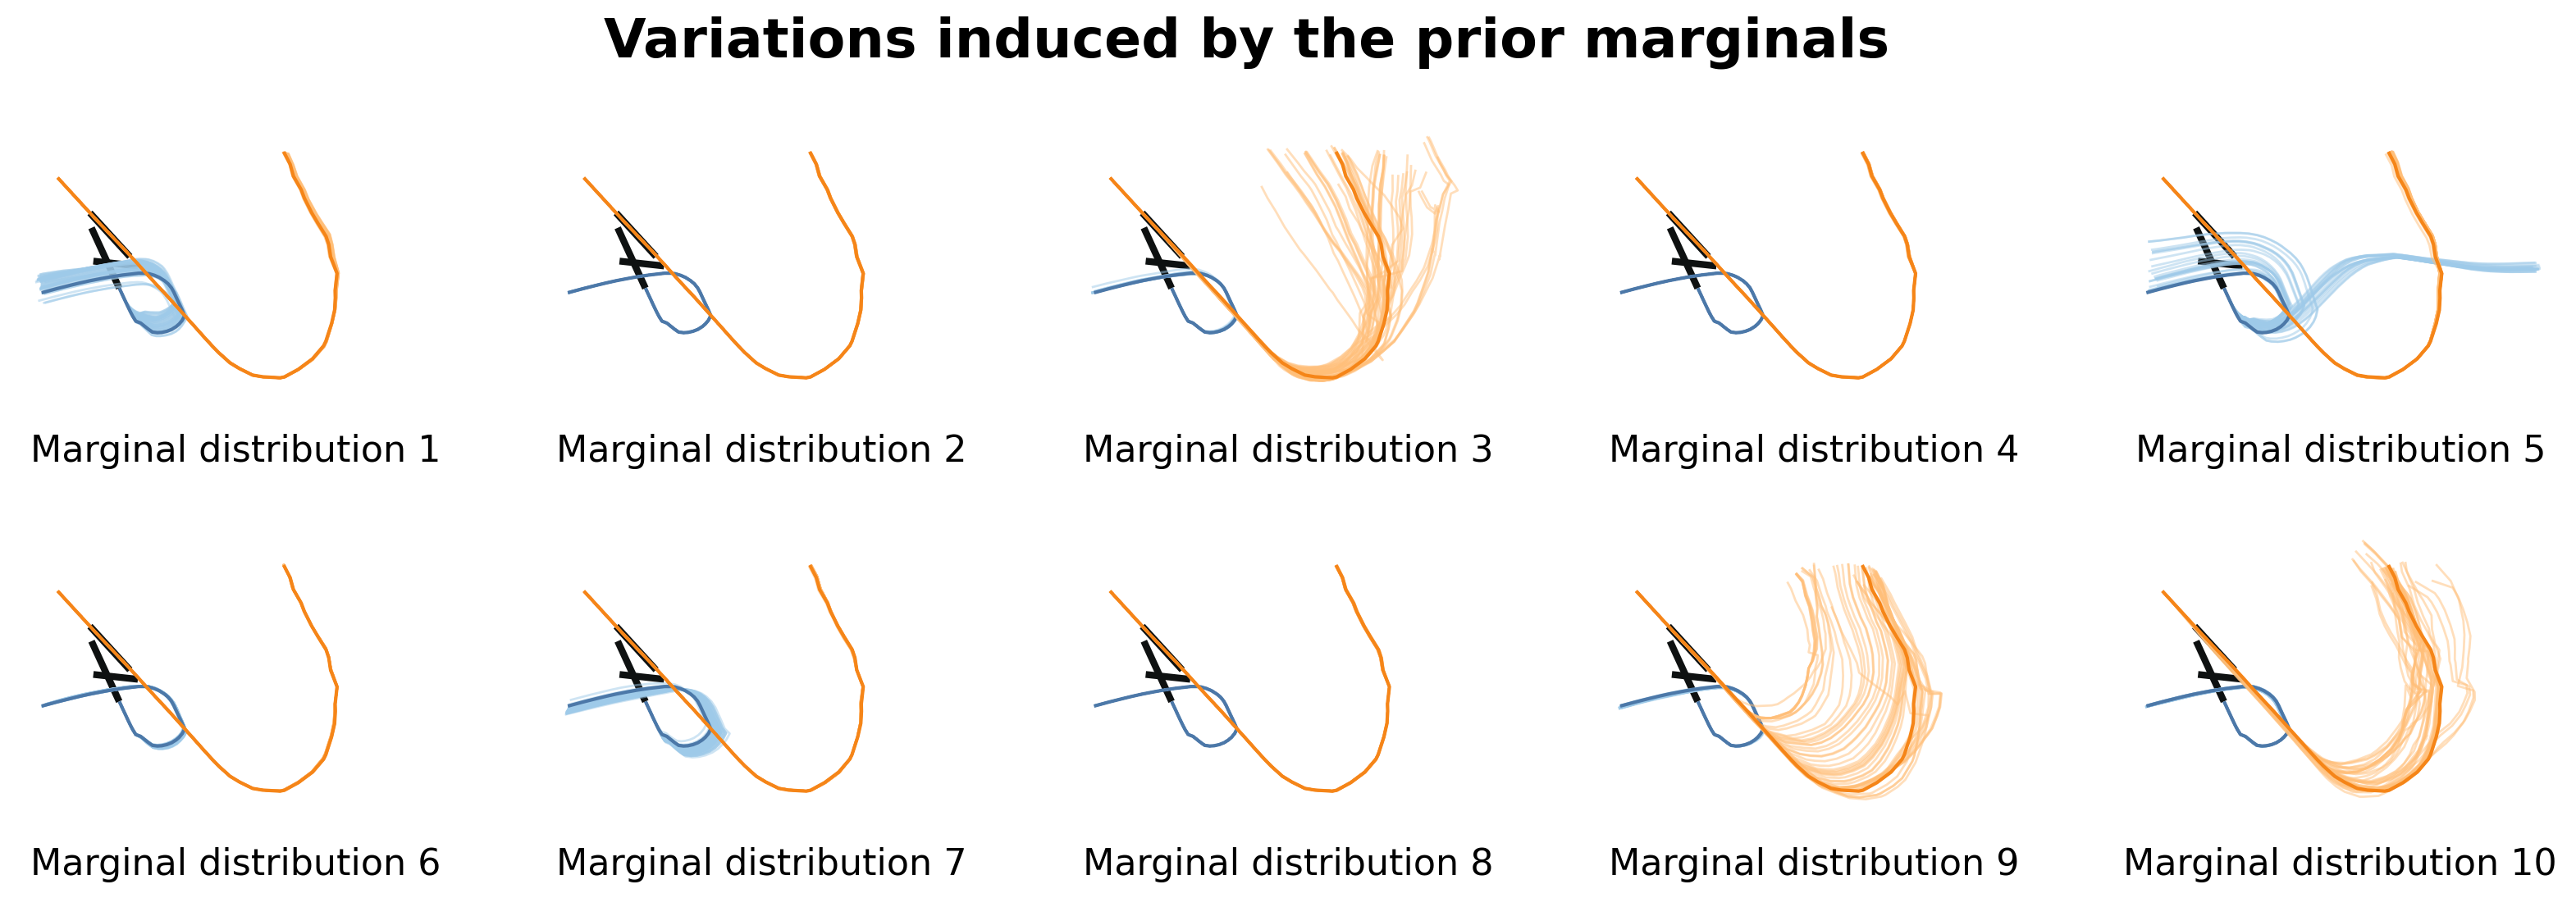 Variations induced by the prior marginals
Marginal distribution 1
Marginal distribution 2
Marginal distribution 3
Marginal distribution 4
Marginal distribution 5
Marginal distribution 6
Marginal distribution 7
Marginal distribution 8
Marginal distribution 9
Marginal distribution 10